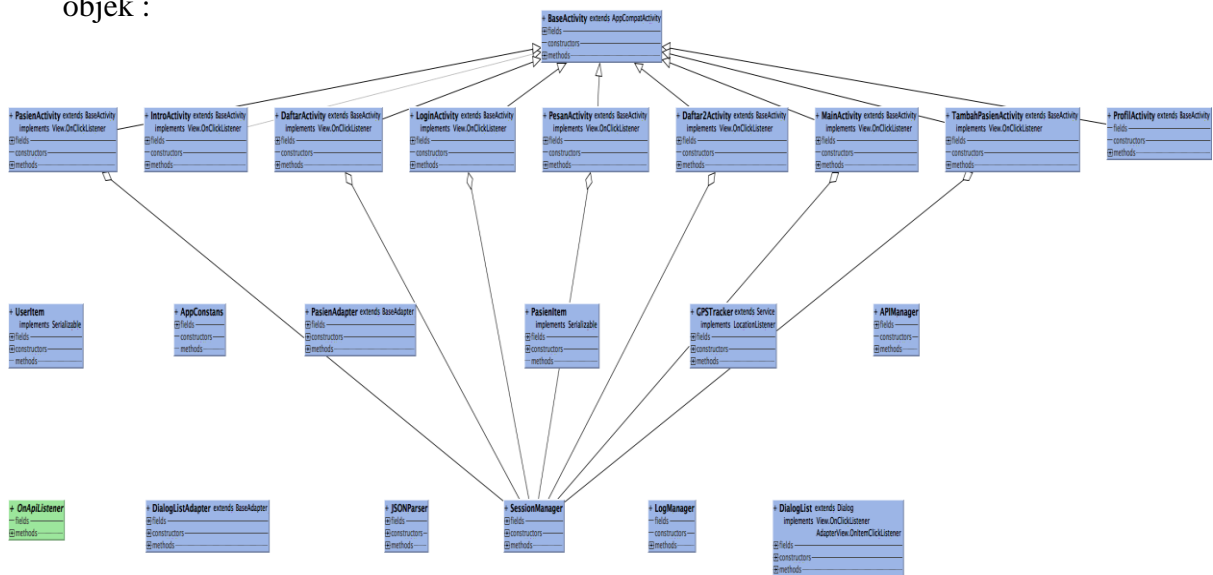 objek :
+ BaseActivity extends AppCompatActivity
fields
constructors
methods
+ PasienActivity extends BaseActivity
implements View.OnClickListener
fields
constructors
methods
+ IntroActivity extends BaseActivity
implements View.OnClickListener
fields
constructors
methods
+ DaftarActivity extends BaseActivity
implements View.OnClickListener
fields
constructors
methods
+ LoginActivity extends BaseActivity
implements View.OnClickListener
fields
constructors
methods
+ PesanActivity extends BaseActivity
implements View.OnClickListener
fields
constructors
methods
+ Daftar2Activity extends BaseActivity
implements View.OnClickListener
fields
constructors
methods
+ MainActivity extends BaseActivity
implements View.OnClickListener
fields
constructors
methods
+ TambahPasienActivity extends BaseActivity
implements View.OnClickListener
fields
constructors
methods
+ ProfilActivity extends BaseActivity
fields
constructors
methods
+ UserItem
implements Serializable
fields
constructors
methods
+ AppConstans
fields
constructors
methods
+ PasienAdapter extends BaseAdapter
fields
constructors
methods
+ PasienItem
implements Serializable
fields
constructors
methods
+ GPSTracker extends Service
implements LocationListener
fields
constructors
methods
+ APIManager
fields
constructors
methods
+ OnApiListener
fields
methods
+ DialogListAdapter extends BaseAdapter
fields
constructors
methods
+ JSONParser
fields
constructors
methods
+ SessionManager
fields
constructors
methods
+ LogManager
fields
constructors
methods
+ DialogList extends Dialog
implements View.OnClickListener
AdapterView.OnItemClickListener
fields
constructors
methods